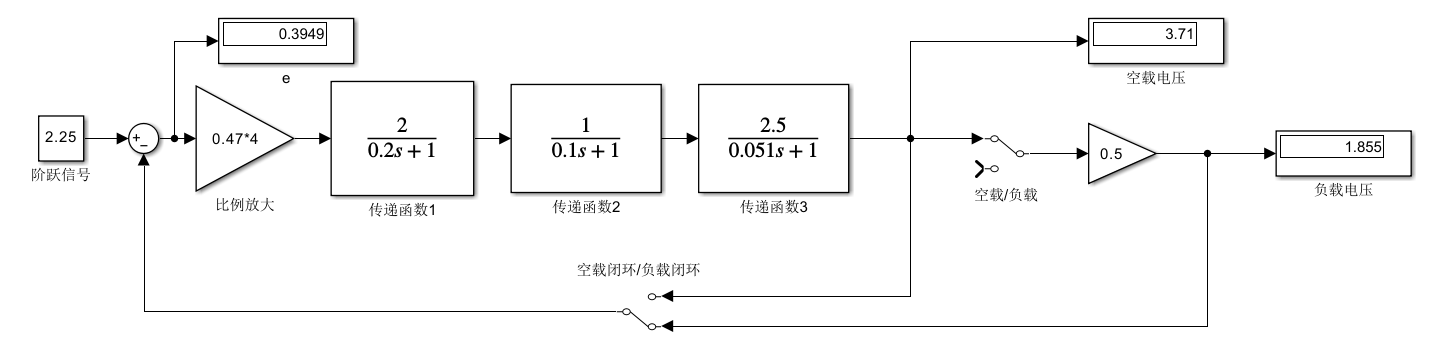 0.3949
e
3.71
空载电压
2.25
阶跃信号
+
−
0.47*4
比例放大
2
0.2s + 1
传递函数1
1
0.1s + 1
传递函数2
2.5
0.051s + 1
传递函数3
空载/负载
0.5
1.855
负载电压
空载闭环/负载闭环